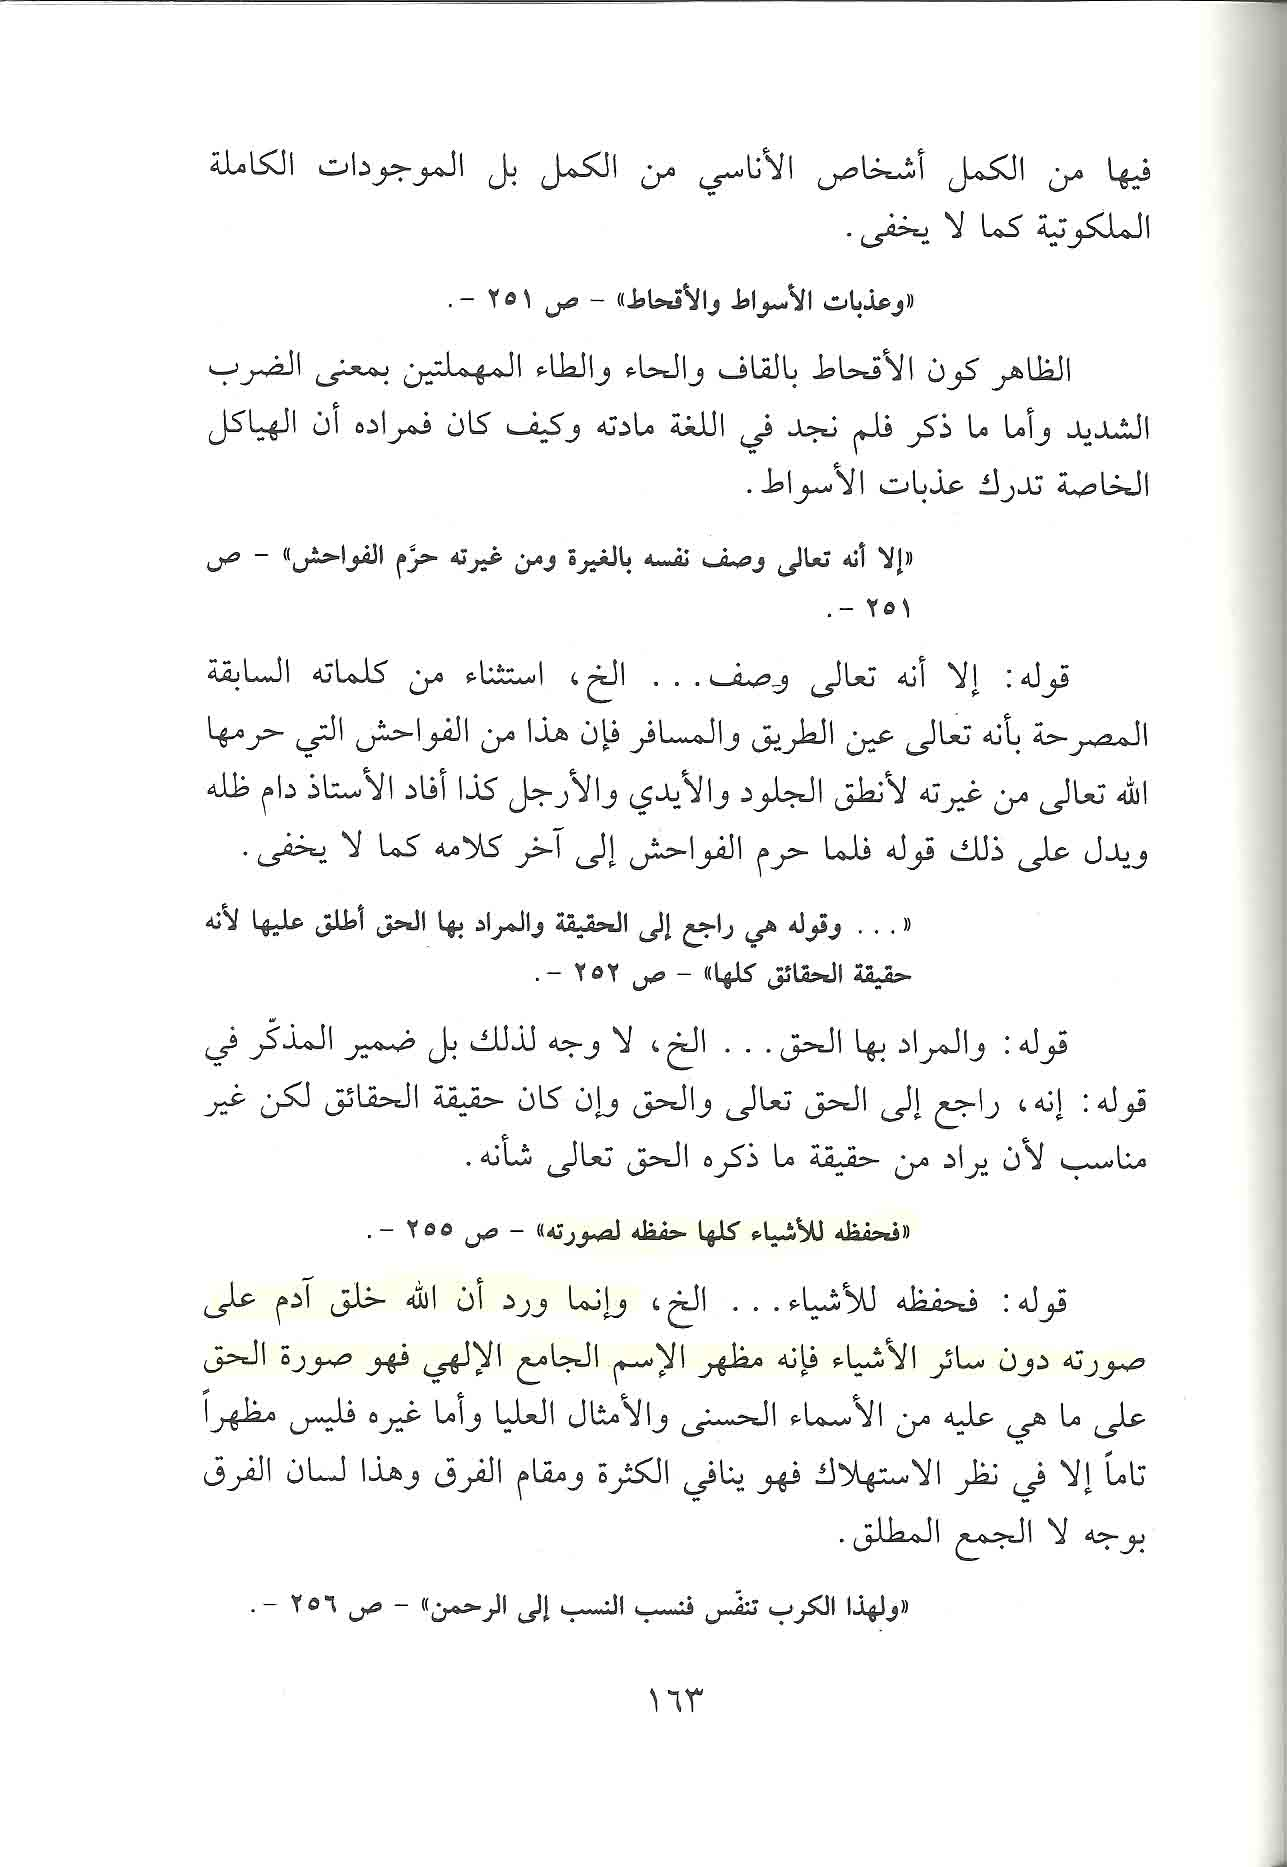 فيها من الكمل أشخاص الأناسي من الكمل بل الموجودات الكاملة
الملكوتية كما لا يخفى.
«وعذبات الأسواط والأقحاط» - ص ٢٥١ -.
الظاهر كون الأقحاط بالقاف والحاء والطاء المهملتين بمعنى الضرب
الشديد وأما ما ذكر فلم نجد في اللغة مادته وكيف كان فمراده أن الهياكل
الخاصة تدرك عذبات الأسواط.
«إلا أنه تعالى وصف نفسه بالغيرة ومن غيرته حرَّم الفواحش» - ص
٢٥١ -.
قوله: إلا أنه تعالى وصف... الخ، استثناء من كلماته السابقة
المصرحة بأنه تعالى عين الطريق والمسافر فإن هذا من الفواحش التي حرمها
الله تعالى من غيرته لأنطق الجلود والأيدي والأرجل كذا أفاد الأستاذ دام ظله
ويدل على ذلك قوله فلما حرم الفواحش إلى آخر كلامه كما لا يخفى.
«... وقوله هي راجع إلى الحقيقة والمراد بها الحق أطلق عليها لأنه
حقيقة الحقائق كلها» - ص ٢٥٢ -.
قوله: والمراد بها الحق... الخ، لا وجه لذلك بل ضمير المذكّر في
قوله: إنه، راجع إلى الحق تعالى والحق وإن كان حقيقة الحقائق لكن غير
مناسب لأن يراد من حقيقة ما ذكره الحق تعالى شأنه.
«فحفظه للأشياء كلها حفظه لصورته» - ص ٢٥٥ -.
قوله: فحفظه للأشياء... الخ، وإنما ورد أن الله خلق آدم على
صورته دون سائر الأشياء فإنه مظهر الإسم الجامع الإلهي فهو صورة الحق
على ما هي عليه من الأسماء الحسنى والأمثال العليا وأما غيره فليس مظهراً
تاماً إلا في نظر الاستهلاك فهو ينافي الكثرة ومقام الفرق وهذا لسان الفرق
بوجه لا الجمع المطلق.
«ولهذا الكرب تنفّس فنسب النسب إلى الرحمن» - ص ٢٥٦ -.
١٦٣